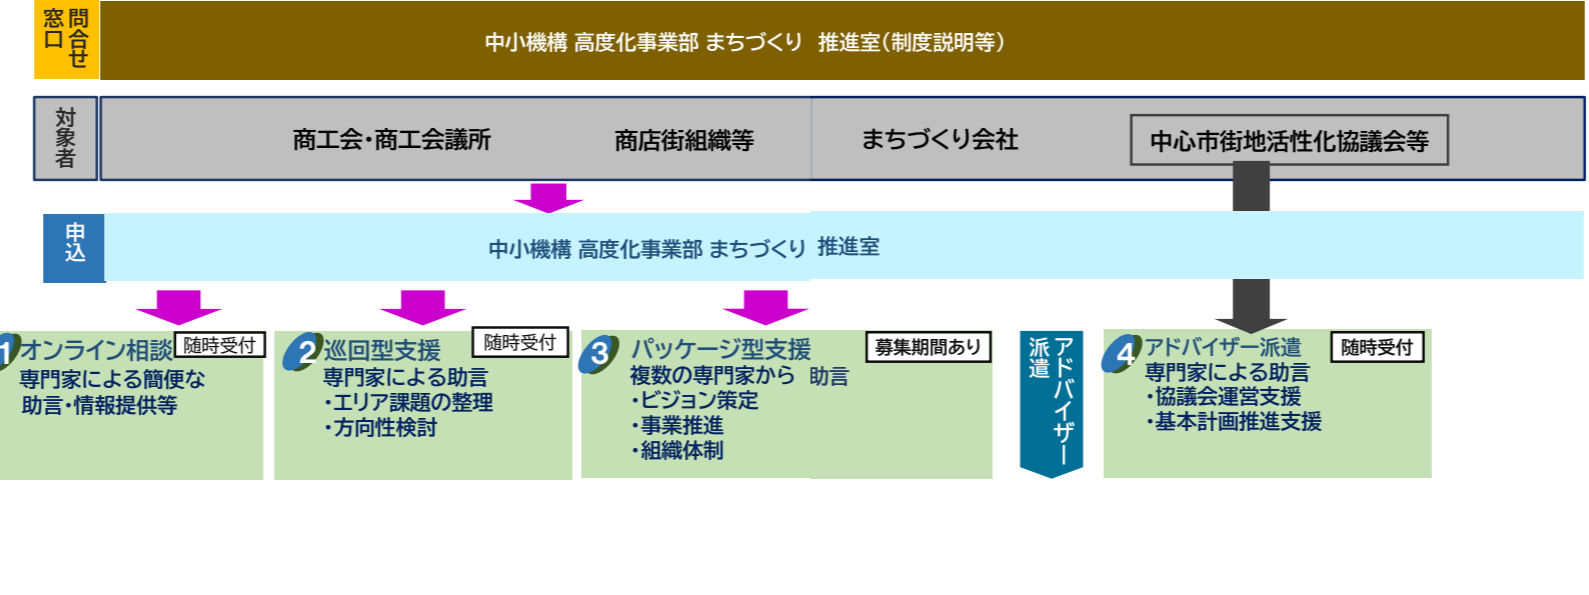 問合せ
窓口
中小機構 高度化事業部 まちづくり 推進室（制度説明等）
対象者
商工会・商工会議所
商店街組織等
まちづくり会社
中心市街地活性化協議会等
申込
中小機構 高度化事業部 まちづくり 推進室
1 オンライン相談
随時受付
専門家による簡便な
助言・情報提供等
2 巡回型支援
随時受付
専門家による助言
・エリア課題の整理
・方向性検討
3 パッケージ型支援
募集期間あり
複数の専門家から 助言
・ビジョン策定
・事業推進
・組織体制
アドバイザー
派遣
4 アドバイザー派遣
随時受付
専門家による助言
・協議会運営支援
・基本計画推進支援